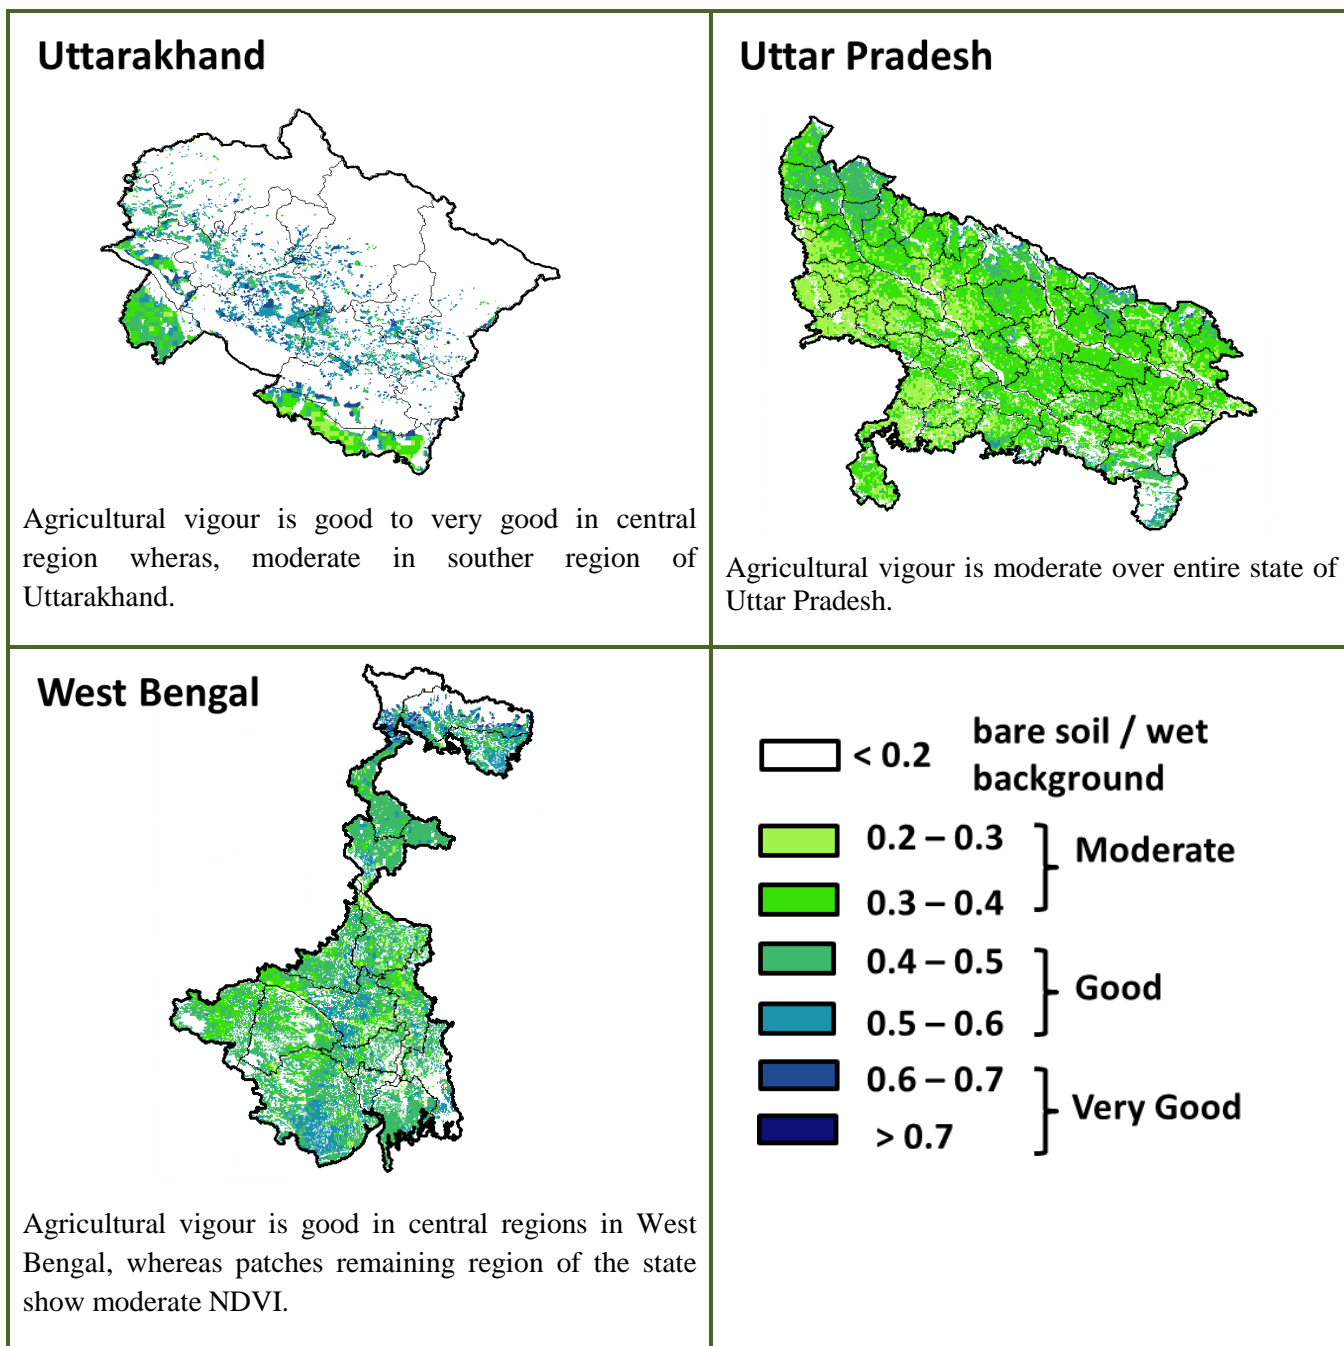 Uttarakhand
Agricultural vigour is good to very good in central
region wheras, moderate in souther region of
Uttarakhand.
Uttar Pradesh
Agricultural vigour is moderate over entire state of
Uttar Pradesh.
West Bengal
Agricultural vigour is good in central regions in West
Bengal, whereas patches remaining region of the state
show moderate NDVI.
< 0.2 bare soil / wet
background
0.2 – 0.3
Moderate
0.3 – 0.4
0.4 – 0.5
Good
0.5 – 0.6
0.6 – 0.7
Very Good
> 0.7